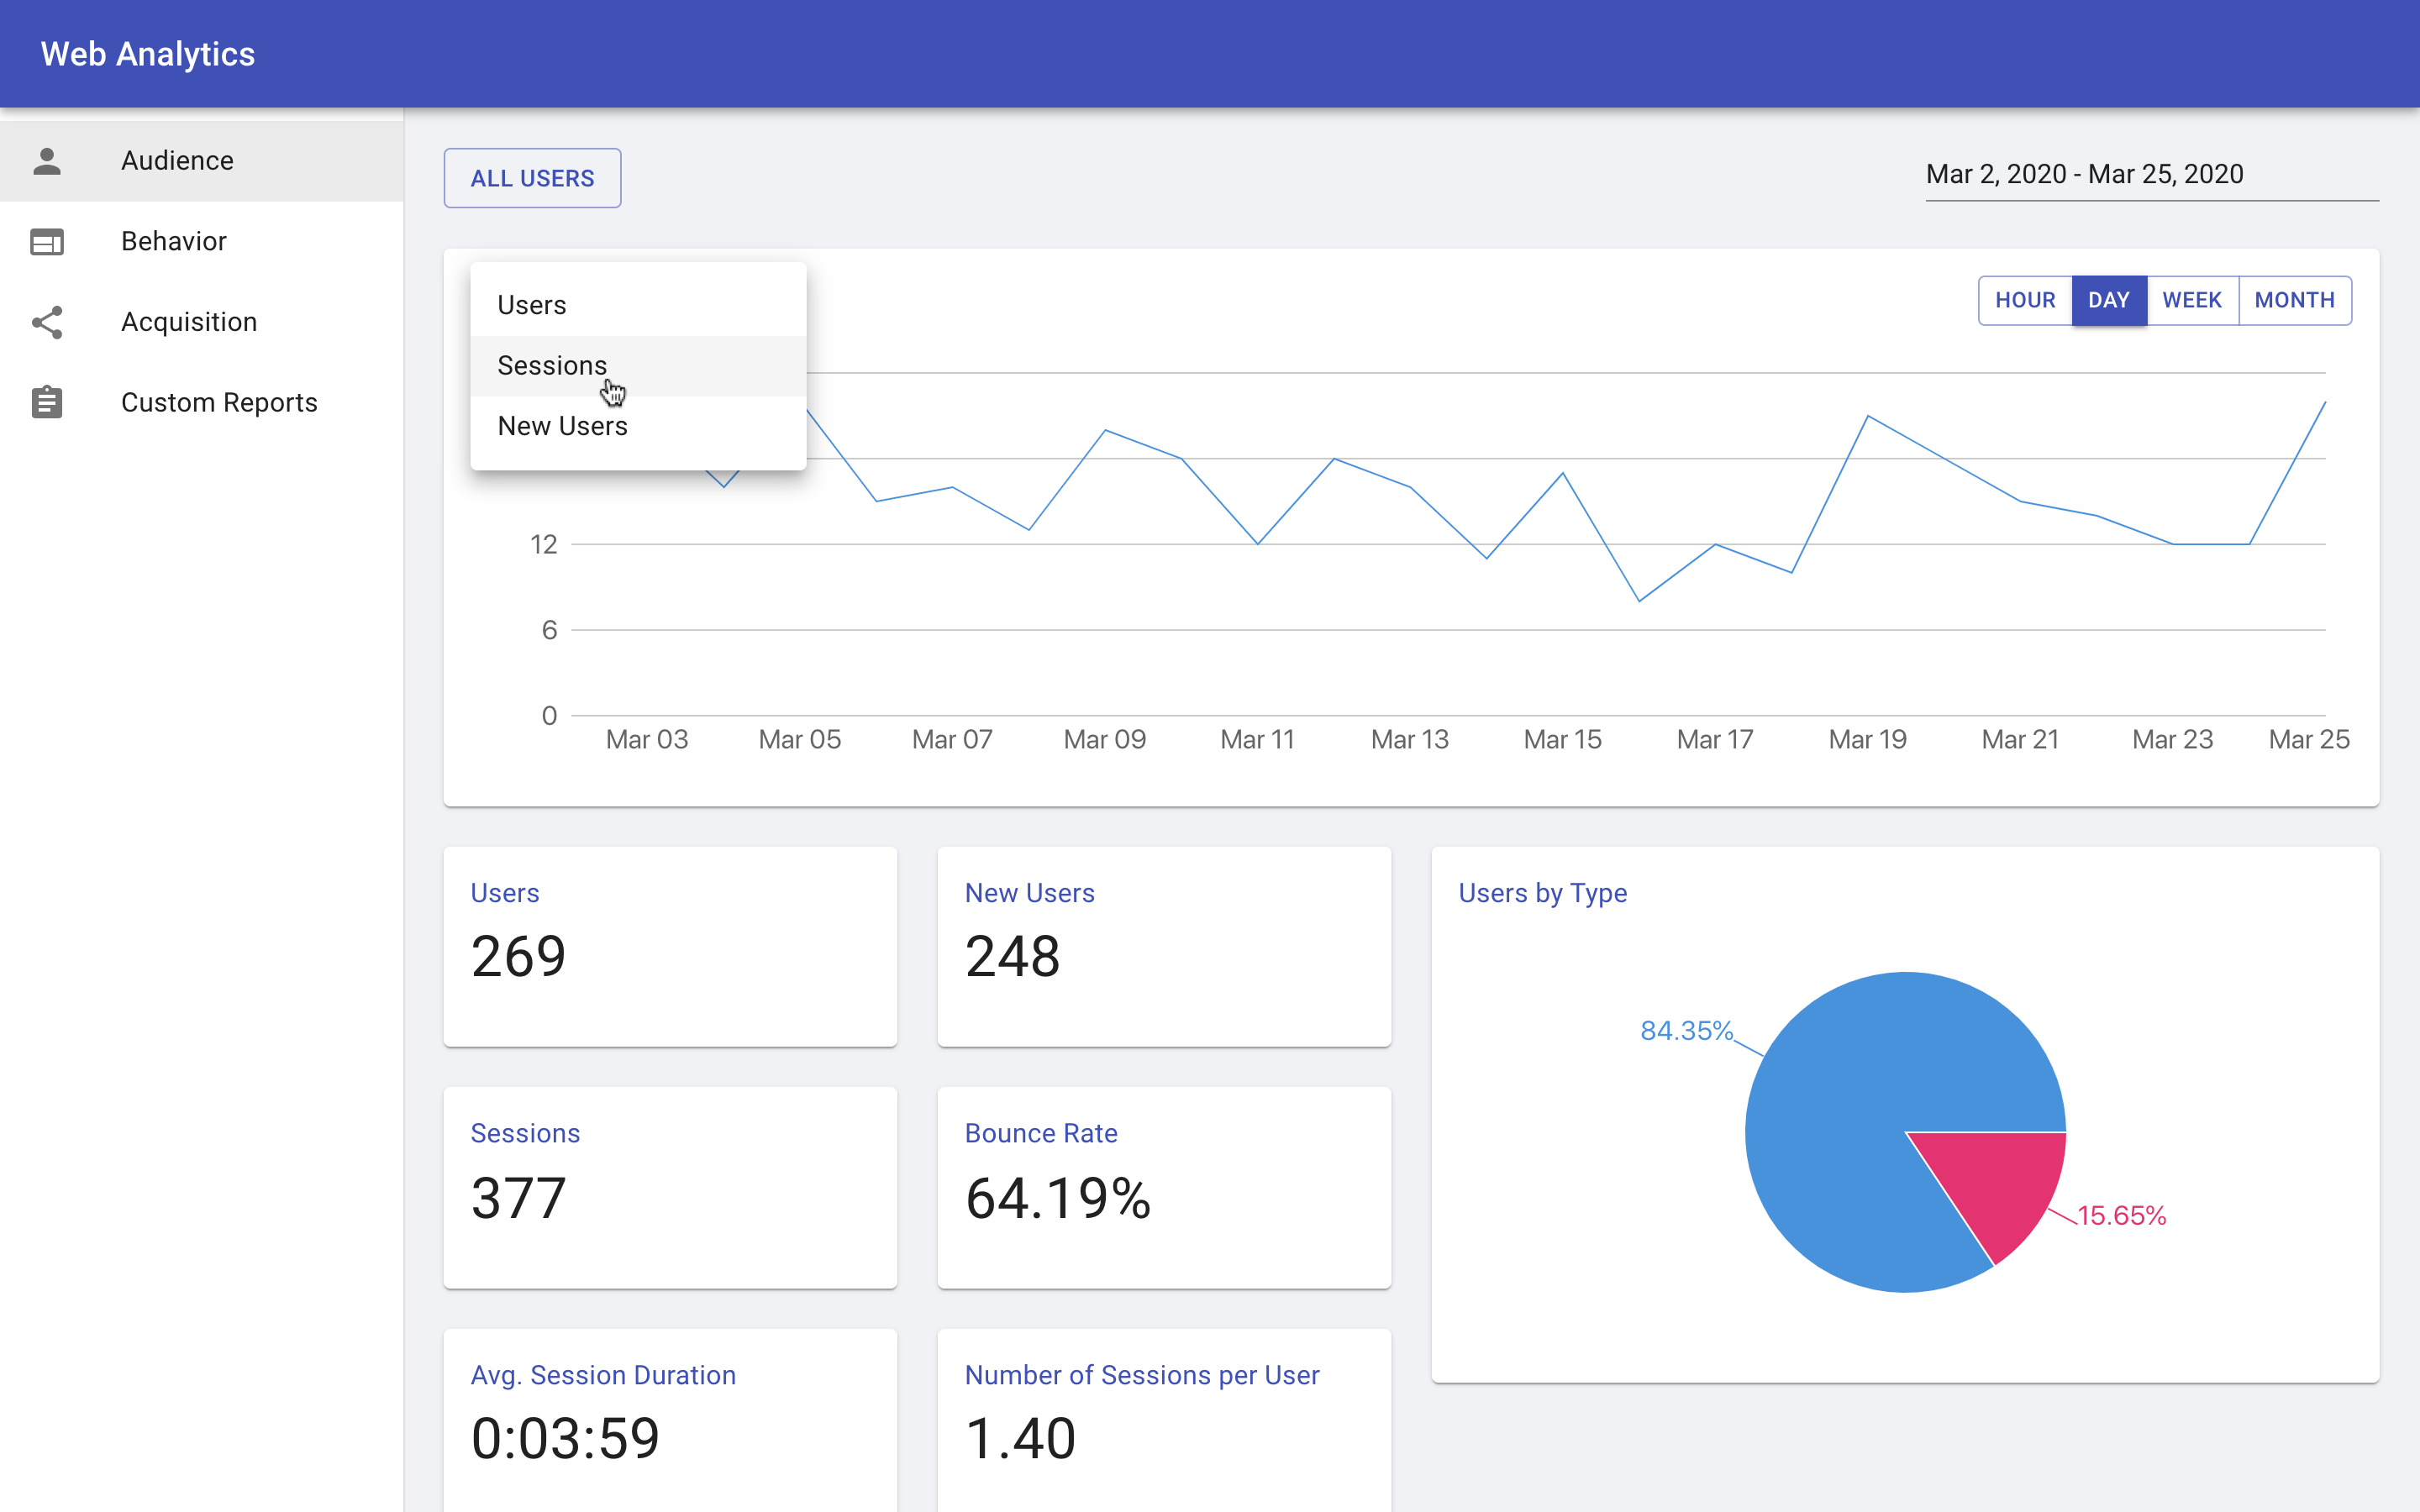 Web Analytics
Audience
Behavior
Acquisition
Custom Reports
ALL USERS
Mar 2, 2020 - Mar 25, 2020
Users
Sessions
New Users
HOUR DAY WEEK MONTH
12
6
0
Mar 03 Mar 05 Mar 07 Mar 09 Mar 11 Mar 13 Mar 15 Mar 17 Mar 19 Mar 21 Mar 23 Mar 25
Users
269
New Users
248
Users by Type
84.35%
15.65%
Sessions
377
Bounce Rate
64.19%
Avg. Session Duration
0:03:59
Number of Sessions per User
1.40